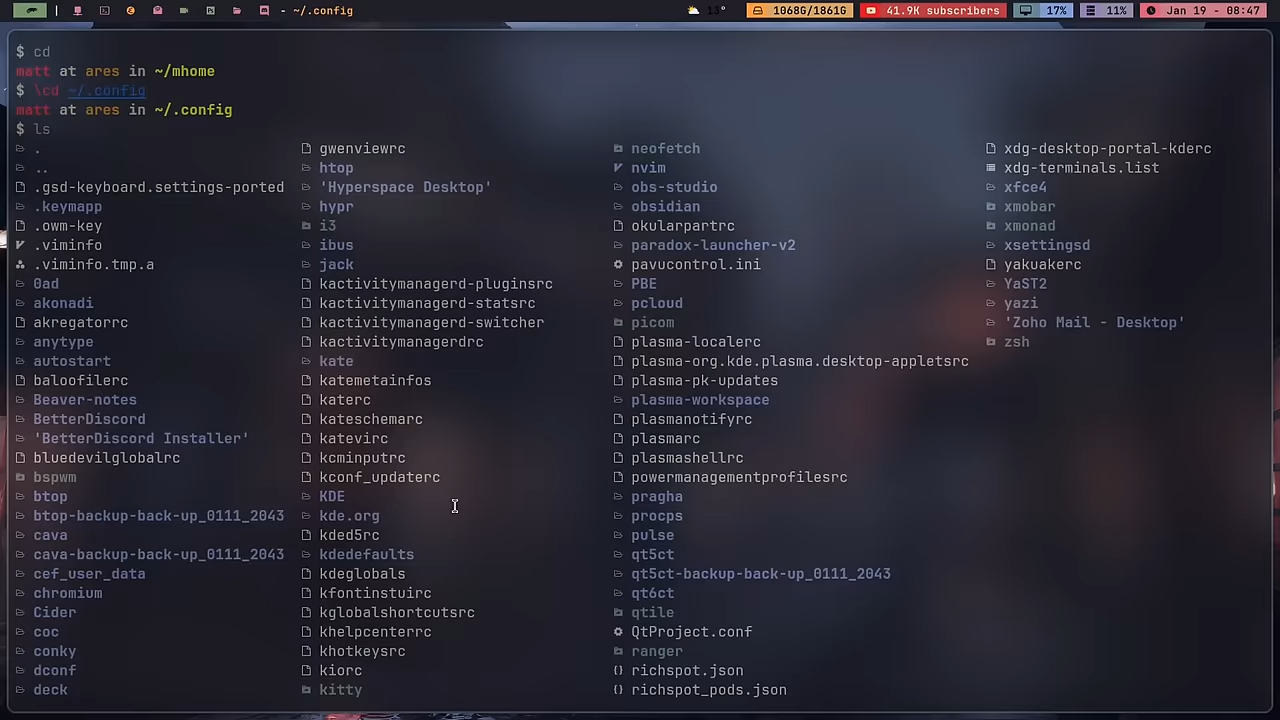 - ~/.config
13°
1068G/1861G
41.9K subscribers
17%
11%
Jan 19 - 08:47
$ cd
matt at ares in ~/mhome
$ \cd ~/.config
matt at ares in ~/.config
$ ls
.
..
.gsd-keyboard.settings-ported
.keymapp
.owm-key
.viminfo
.viminfo.tmp.a
0ad
akonadi
akregatorrc
anytype
autostart
baloofilerc
Beaver-notes
BetterDiscord
'BetterDiscord Installer'
bluedevilglobalrc
bspwm
btop
btop-backup-back-up_0111_2043
cava
cava-backup-back-up_0111_2043
cef_user_data
chromium
Cider
coc
conky
dconf
deck
gwenviewrc
htop
'Hyperspace Desktop'
hypr
i3
ibus
jack
kactivitymanagerd-pluginsrc
kactivitymanagerd-statsrc
kactivitymanagerd-switcher
kactivitymanagerdrc
kate
katemetainfos
katerc
kateschemarc
katevirc
kcminputrc
kconf_updaterc
KDE
kde.org
kded5rc
kdedefaults
kdeglobals
kfontinstuirc
kglobalshortcutsrc
khelpcenterrc
khotkeysrc
kiorc
kitty
neofetch
nvim
obs-studio
obsidian
okularpartrc
paradox-launcher-v2
pavucontrol.ini
PBE
pcloud
picom
plasma-localerc
plasma-org.kde.plasma.desktop-appletsrc
plasma-pk-updates
plasma-workspace
plasmanotifyrc
plasmarc
plasmashellrc
powermanagementprofilesrc
pragha
procps
pulse
qt5ct
qt5ct-backup-back-up_0111_2043
qt6ct
qtile
QtProject.conf
ranger
richspot.json
richspot_pods.json
xdg-desktop-portal-kderc
xdg-terminals.list
xfce4
xmobar
xmonad
xsettingsd
yakuakerc
YaST2
yazi
'Zoho Mail - Desktop'
zsh